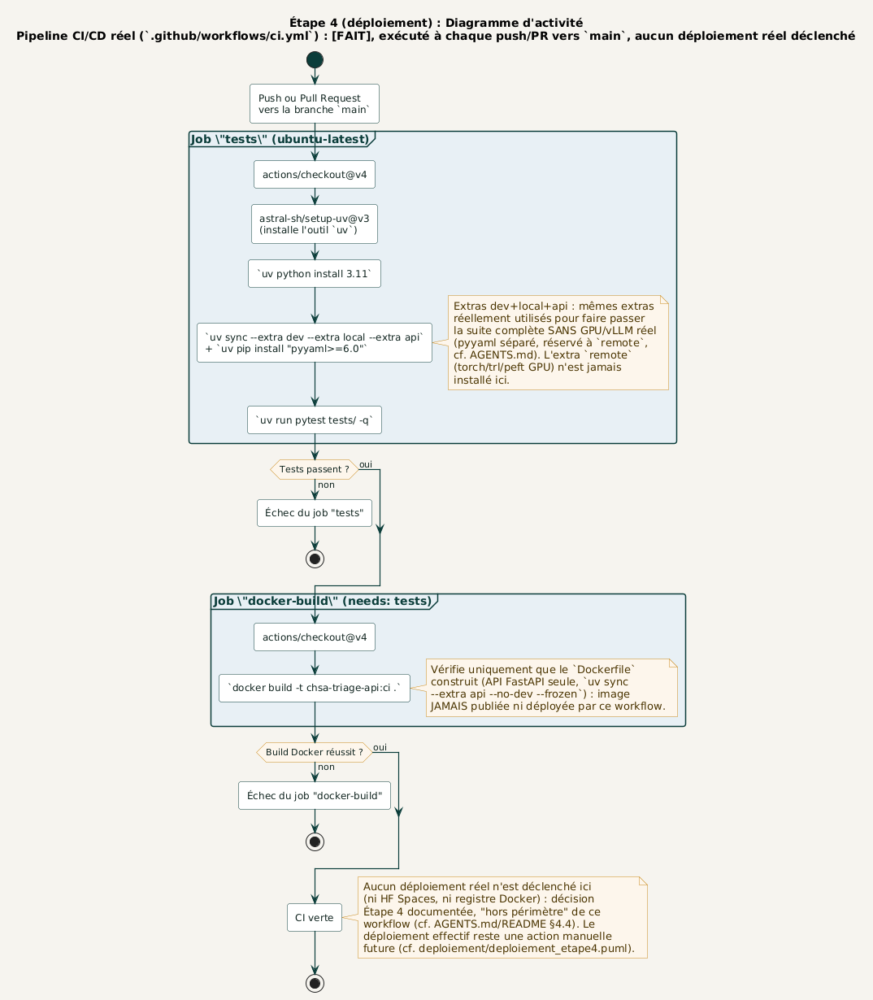 Étape 4 (déploiement) : Diagramme d'activité
Pipeline CI/CD réel (`.github/workflows/ci.yml`) : [FAIT], exécuté à chaque push/PR vers `main`, aucun déploiement réel déclenché
Push ou Pull Request
vers la branche `main`
Job \"tests\" (ubuntu-latest)
actions/checkout@v4
astral-sh/setup-uv@v3
(installe l'outil `uv`)
`uv python install 3.11`
`uv sync --extra dev --extra local --extra api`
+ `uv pip install "pyyaml>=6.0"`
Extras dev+local+api : mêmes extras
réellement utilisés pour faire passer
la suite complète SANS GPU/vLLM réel
(pyyaml séparé, réservé à `remote`,
cf. AGENTS.md). L'extra `remote`
(torch/trl/peft GPU) n'est jamais
installé ici.
`uv run pytest tests/ -q`
Tests passent ?
oui
non
Échec du job "tests"
Job \"docker-build\" (needs: tests)
actions/checkout@v4
`docker build -t chsa-triage-api:ci .`
Vérifie uniquement que le `Dockerfile`
construit (API FastAPI seule, `uv sync
--extra api --no-dev --frozen`) : image
JAMAIS publiée ni déployée par ce workflow.
Build Docker réussit ?
oui
non
Échec du job "docker-build"
CI verte
Aucun déploiement réel n'est déclenché ici
(ni HF Spaces, ni registre Docker) : décision
Étape 4 documentée, "hors périmètre" de ce
workflow (cf. AGENTS.md/README §4.4). Le
déploiement effectif reste une action manuelle
future (cf. deploiement/deploiement_etape4.puml).